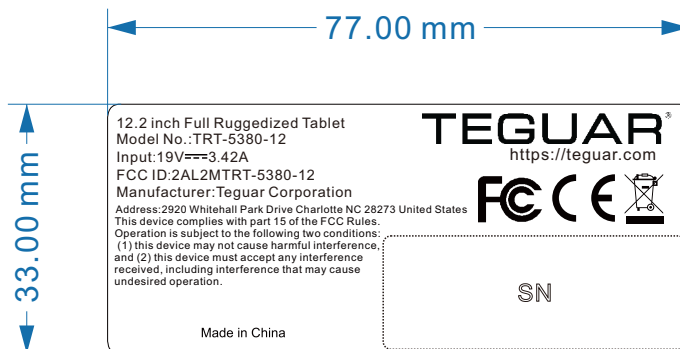 77.00 mm
33.00 mm
12.2 inch Full Ruggedized Tablet
Model No.:TRT-5380-12
Input:19V⎓3.42A
FCC ID:2AL2MTRT-5380-12
Manufacturer:Teguar Corporation
Address:2920 Whitehall Park Drive Charlotte NC 28273 United States
This device complies with part 15 of the FCC Rules.
Operation is subject to the following two conditions:
(1) this device may not cause harmful interference,
and (2) this device must accept any interference
received, including interference that may cause
undesired operation.
Made in China
TEGUAR®
https://teguar.com
FC CE
SN